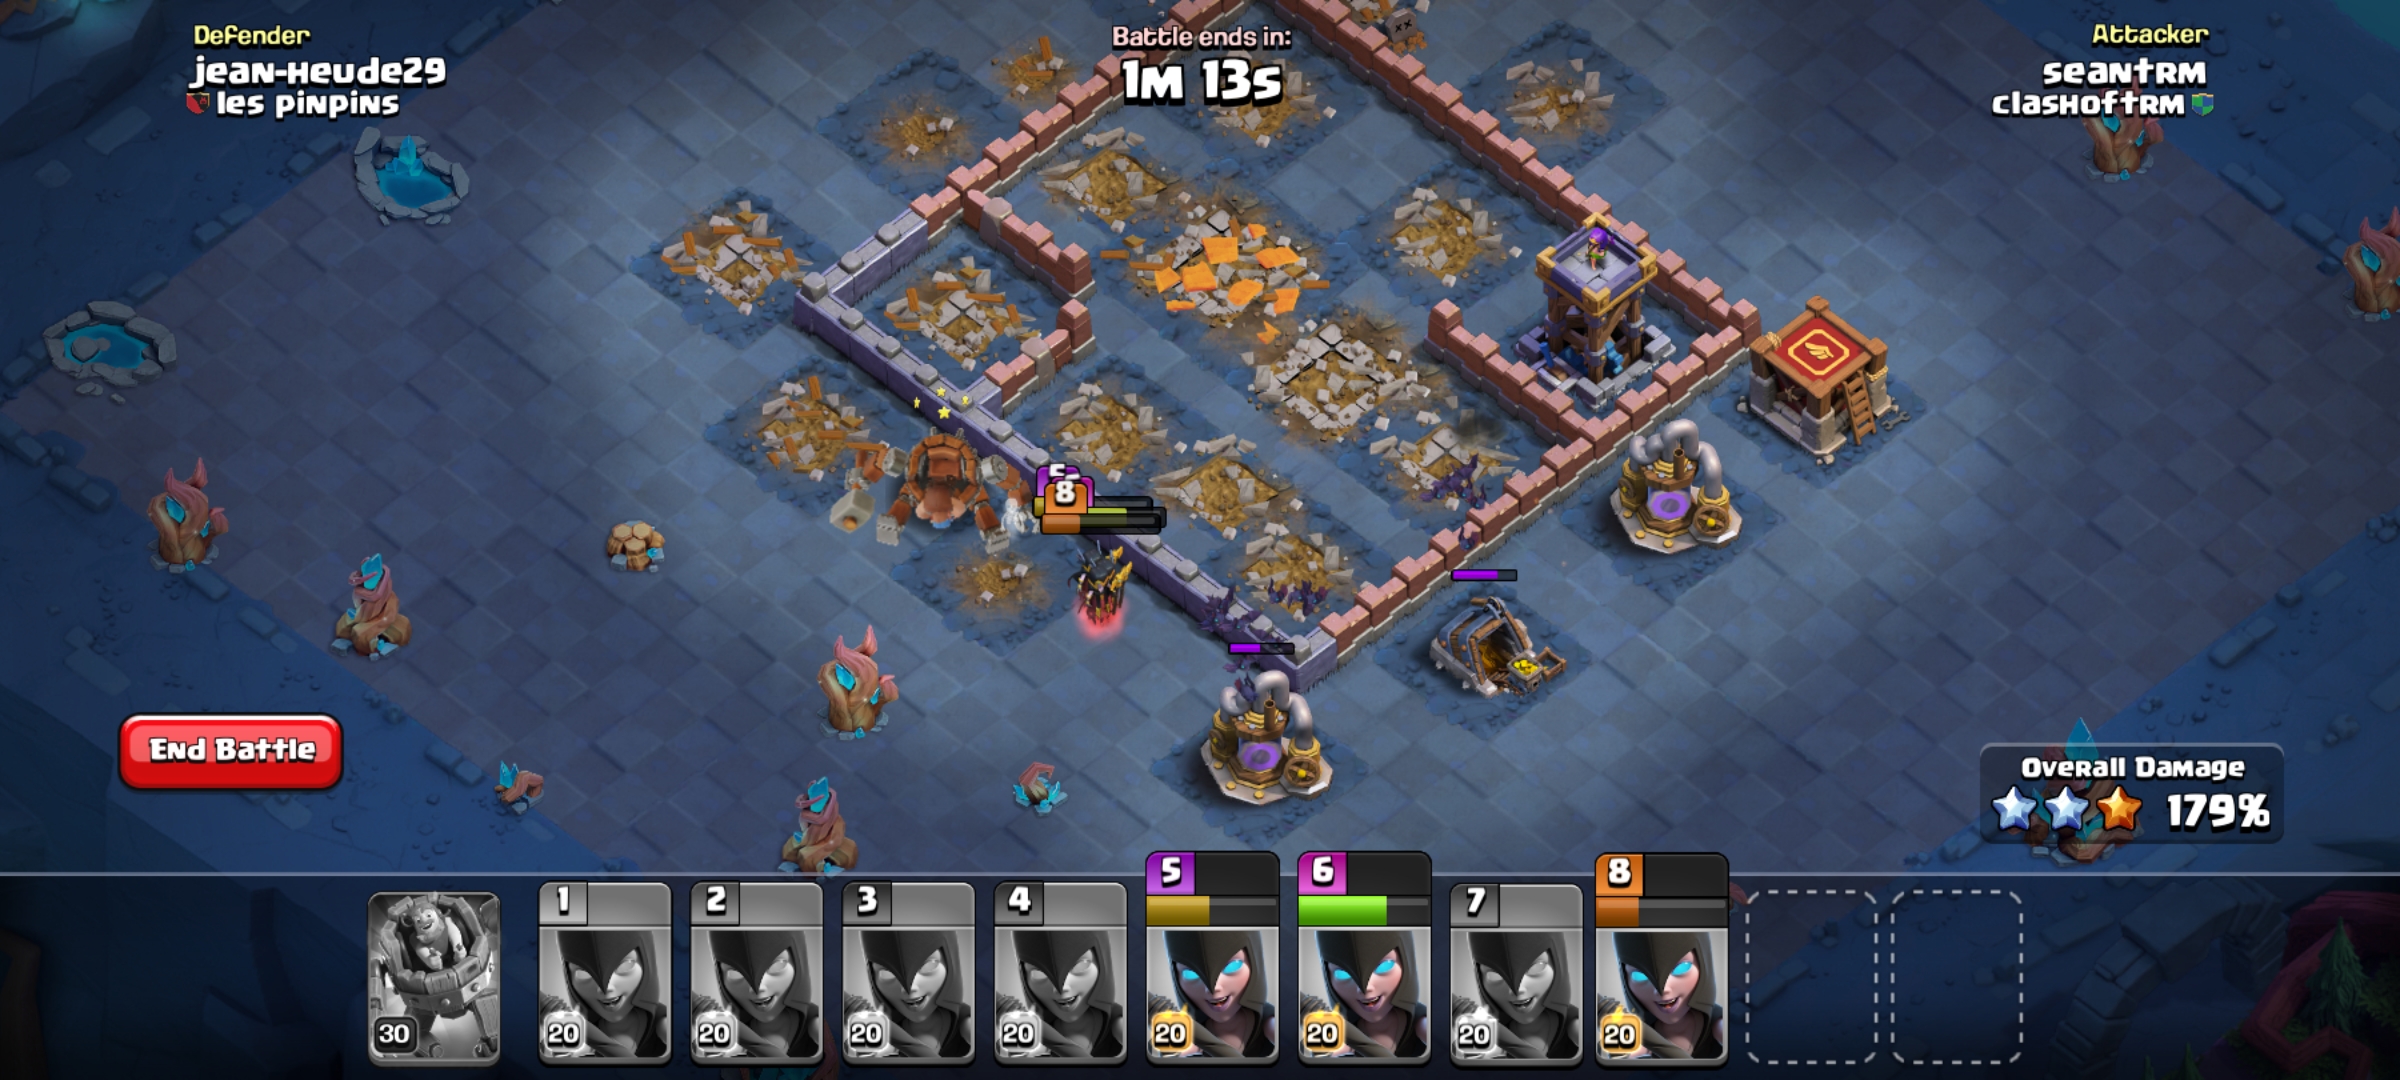 Defender
jean-Heude29
les pinpins
Battle ends in:
1M 13s
Attacker
seantrm
clashoftrm
8
End Battle
Overall Damage
179%
30
1
20
2
20
3
20
4
20
5
20
6
20
7
20
8
20